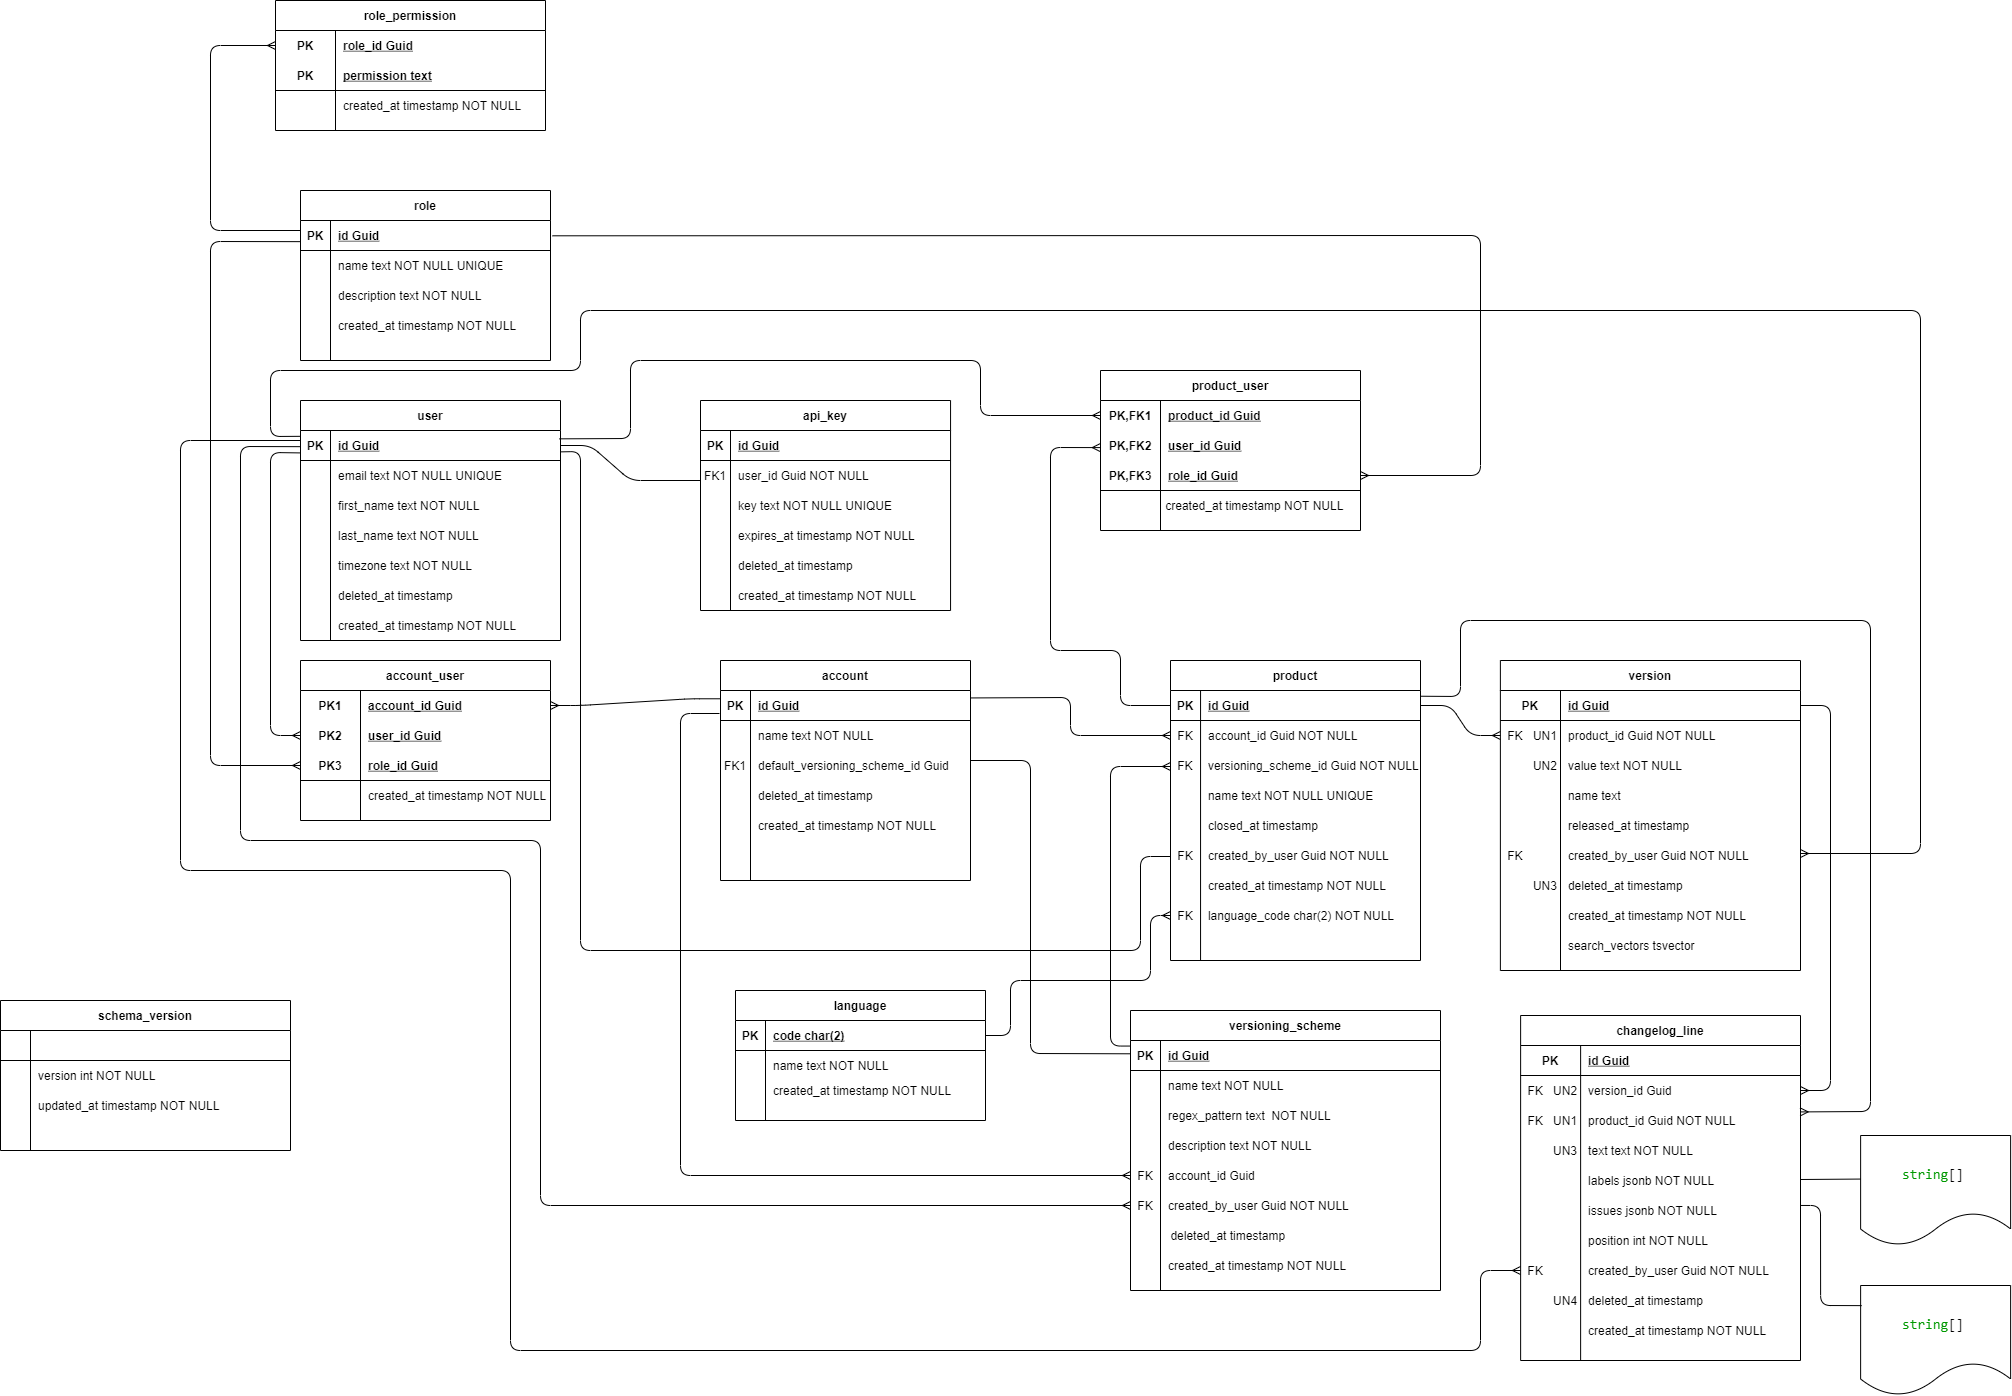 role_permission
PK role_id Guid
PK permission text
created_at timestamp NOT NULL
role
PK id Guid
name text NOT NULL UNIQUE
description text NOT NULL
created_at timestamp NOT NULL
user
PK id Guid
email text NOT NULL UNIQUE
first_name text NOT NULL
last_name text NOT NULL
timezone text NOT NULL
deleted_at timestamp
created_at timestamp NOT NULL
api_key
PK id Guid
FK1 user_id Guid NOT NULL
key text NOT NULL UNIQUE
expires_at timestamp NOT NULL
deleted_at timestamp
created_at timestamp NOT NULL
product_user
PK,FK1 product_id Guid
PK,FK2 user_id Guid
PK,FK3 role_id Guid
created_at timestamp NOT NULL
account_user
PK1 account_id Guid
PK2 user_id Guid
PK3 role_id Guid
created_at timestamp NOT NULL
account
PK id Guid
name text NOT NULL
FK1 default_versioning_scheme_id Guid
deleted_at timestamp
created_at timestamp NOT NULL
product
PK id Guid
FK account_id Guid NOT NULL
FK versioning_scheme_id Guid NOT NULL
name text NOT NULL UNIQUE
closed_at timestamp
FK created_by_user Guid NOT NULL
created_at timestamp NOT NULL
FK language_code char(2) NOT NULL
version
PK id Guid
FK UN1 product_id Guid NOT NULL
UN2 value text NOT NULL
name text
released_at timestamp
FK created_by_user Guid NOT NULL
UN3 deleted_at timestamp
created_at timestamp NOT NULL
search_vectors tsvector
schema_version
version int NOT NULL
updated_at timestamp NOT NULL
language
PK code char(2)
name text NOT NULL
created_at timestamp NOT NULL
versioning_scheme
PK id Guid
name text NOT NULL
regex_pattern text NOT NULL
description text NOT NULL
FK account_id Guid
FK created_by_user Guid NOT NULL
deleted_at timestamp
created_at timestamp NOT NULL
changelog_line
PK id Guid
FK UN2 version_id Guid
FK UN1 product_id Guid NOT NULL
UN3 text text NOT NULL
labels jsonb NOT NULL
issues jsonb NOT NULL
position int NOT NULL
FK created_by_user Guid NOT NULL
UN4 deleted_at timestamp
created_at timestamp NOT NULL
string[]
string[]